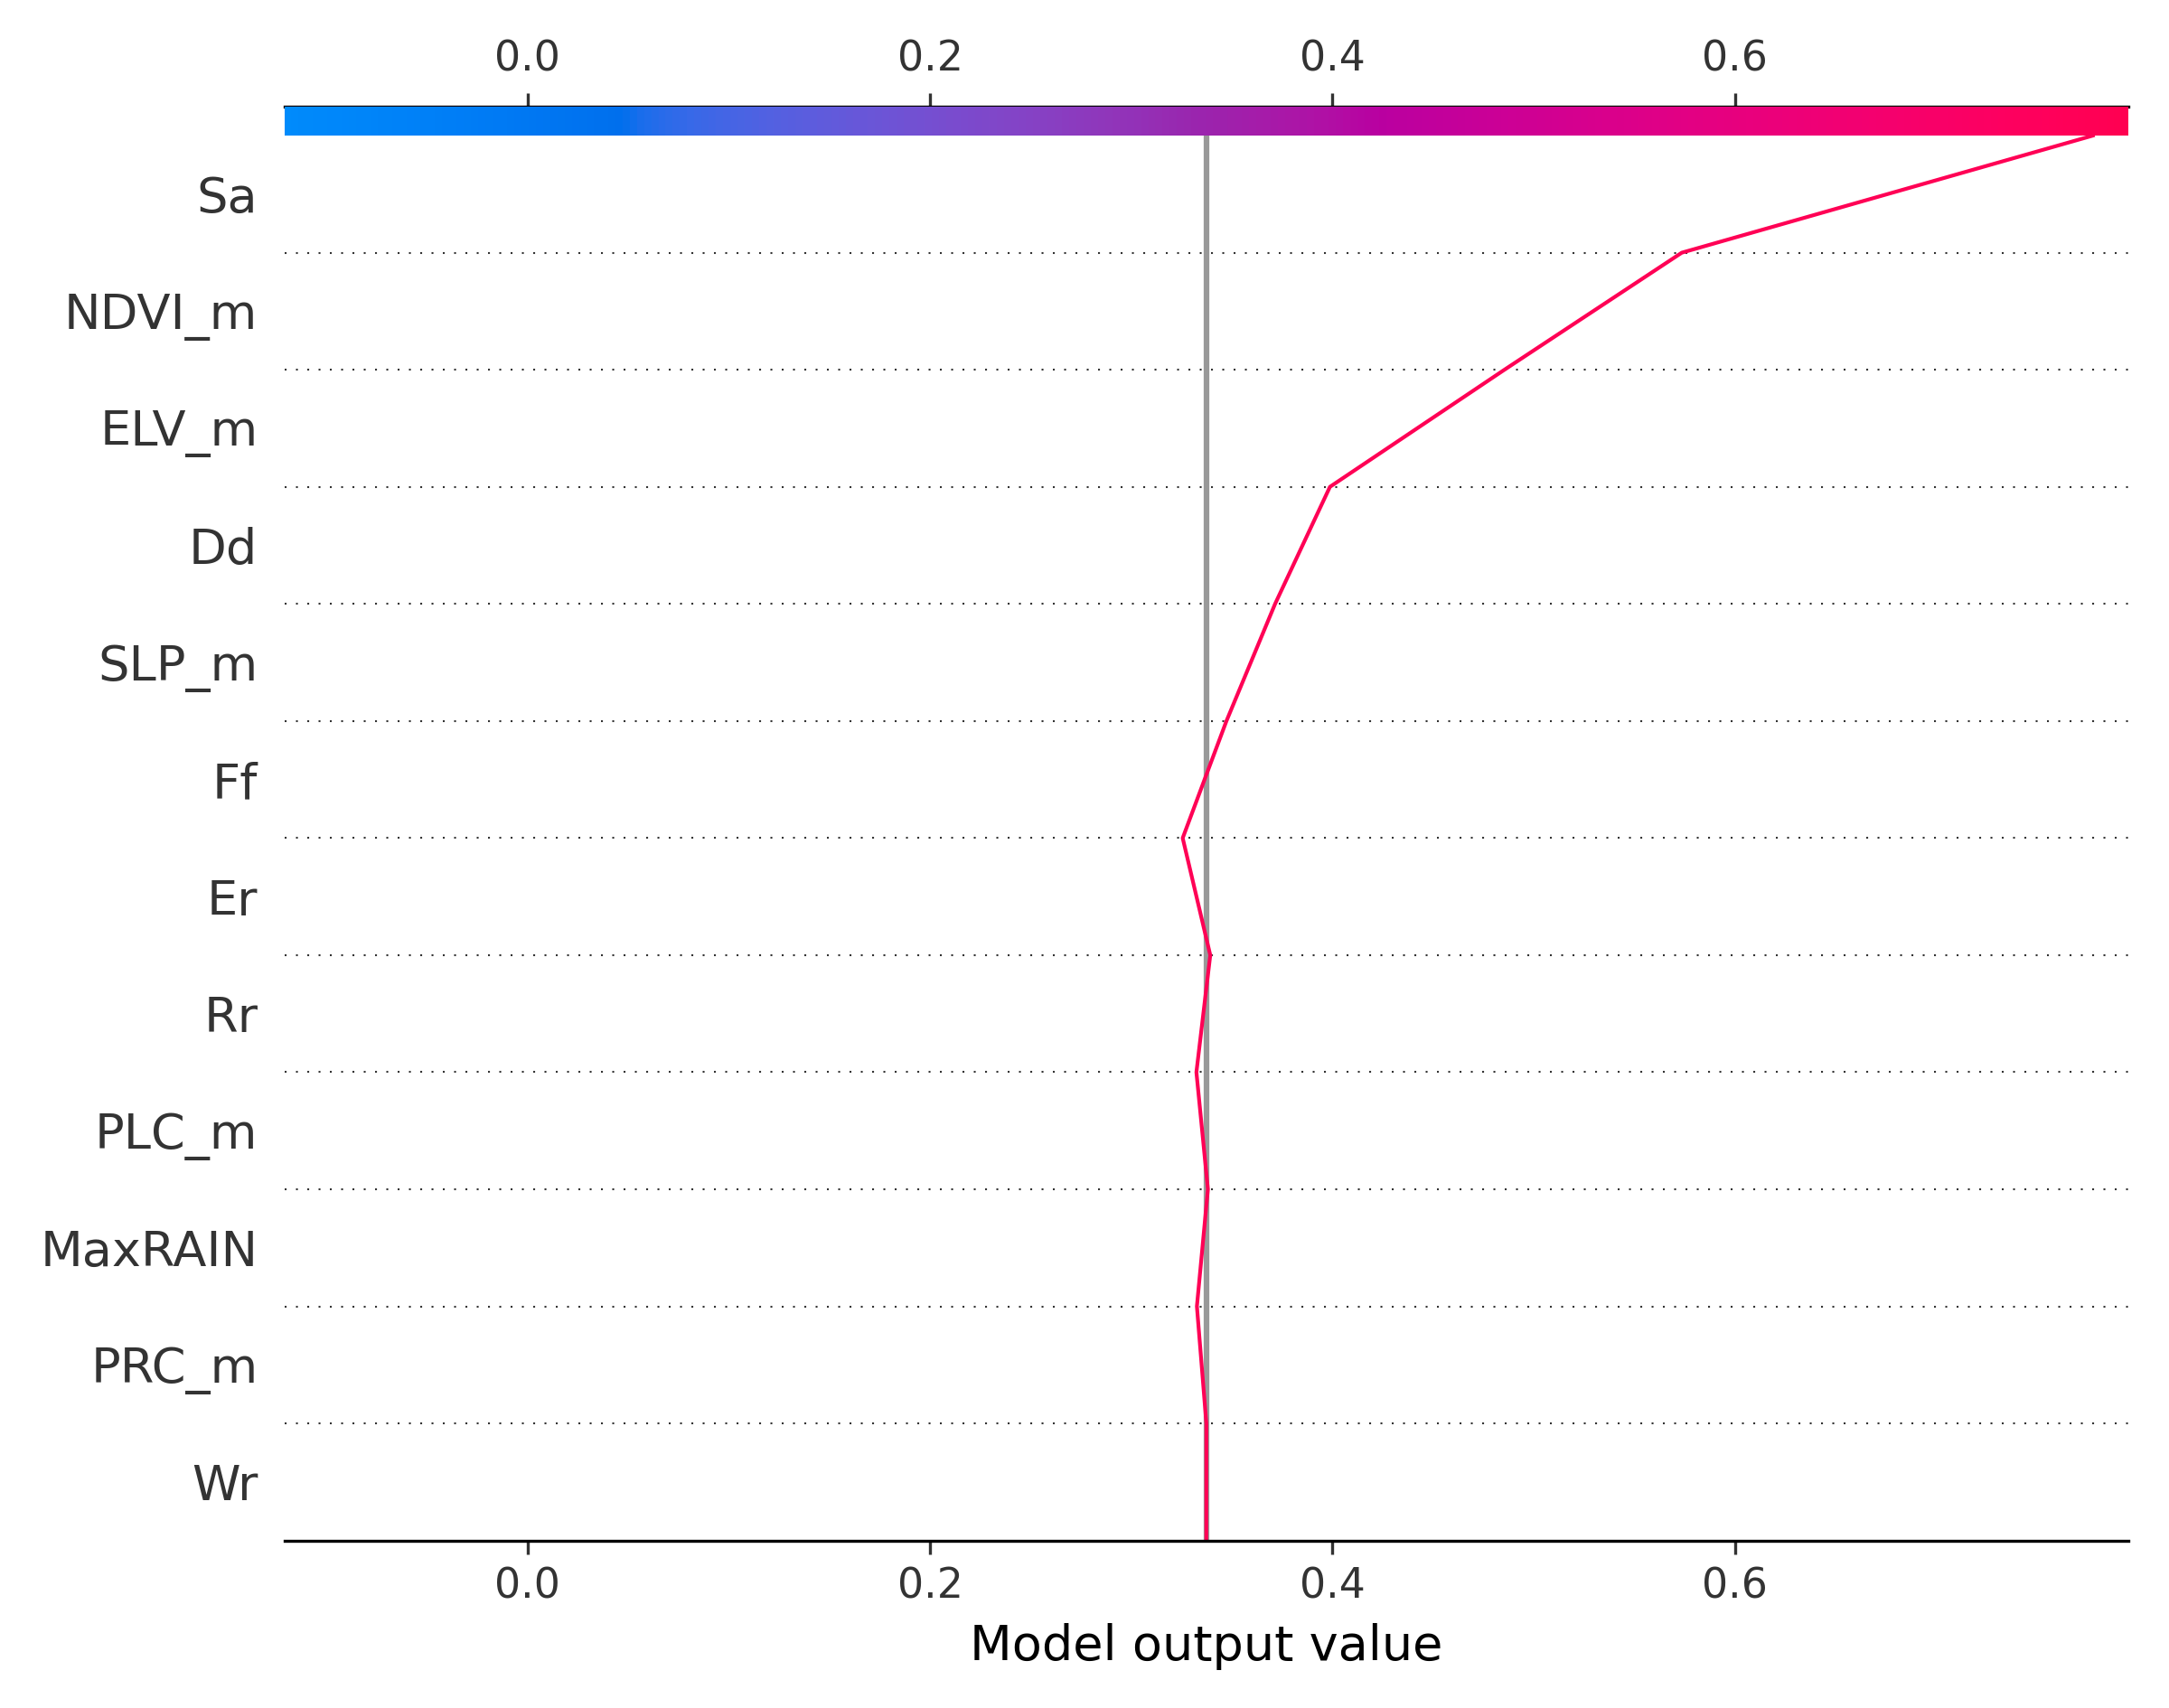 0.0 0.2 0.4 0.6
Sa
NDVI_m
ELV_m
Dd
SLP_m
Ff
Er
Rr
PLC_m
MaxRAIN
PRC_m
Wr
0.0 0.2 0.4 0.6
Model output value